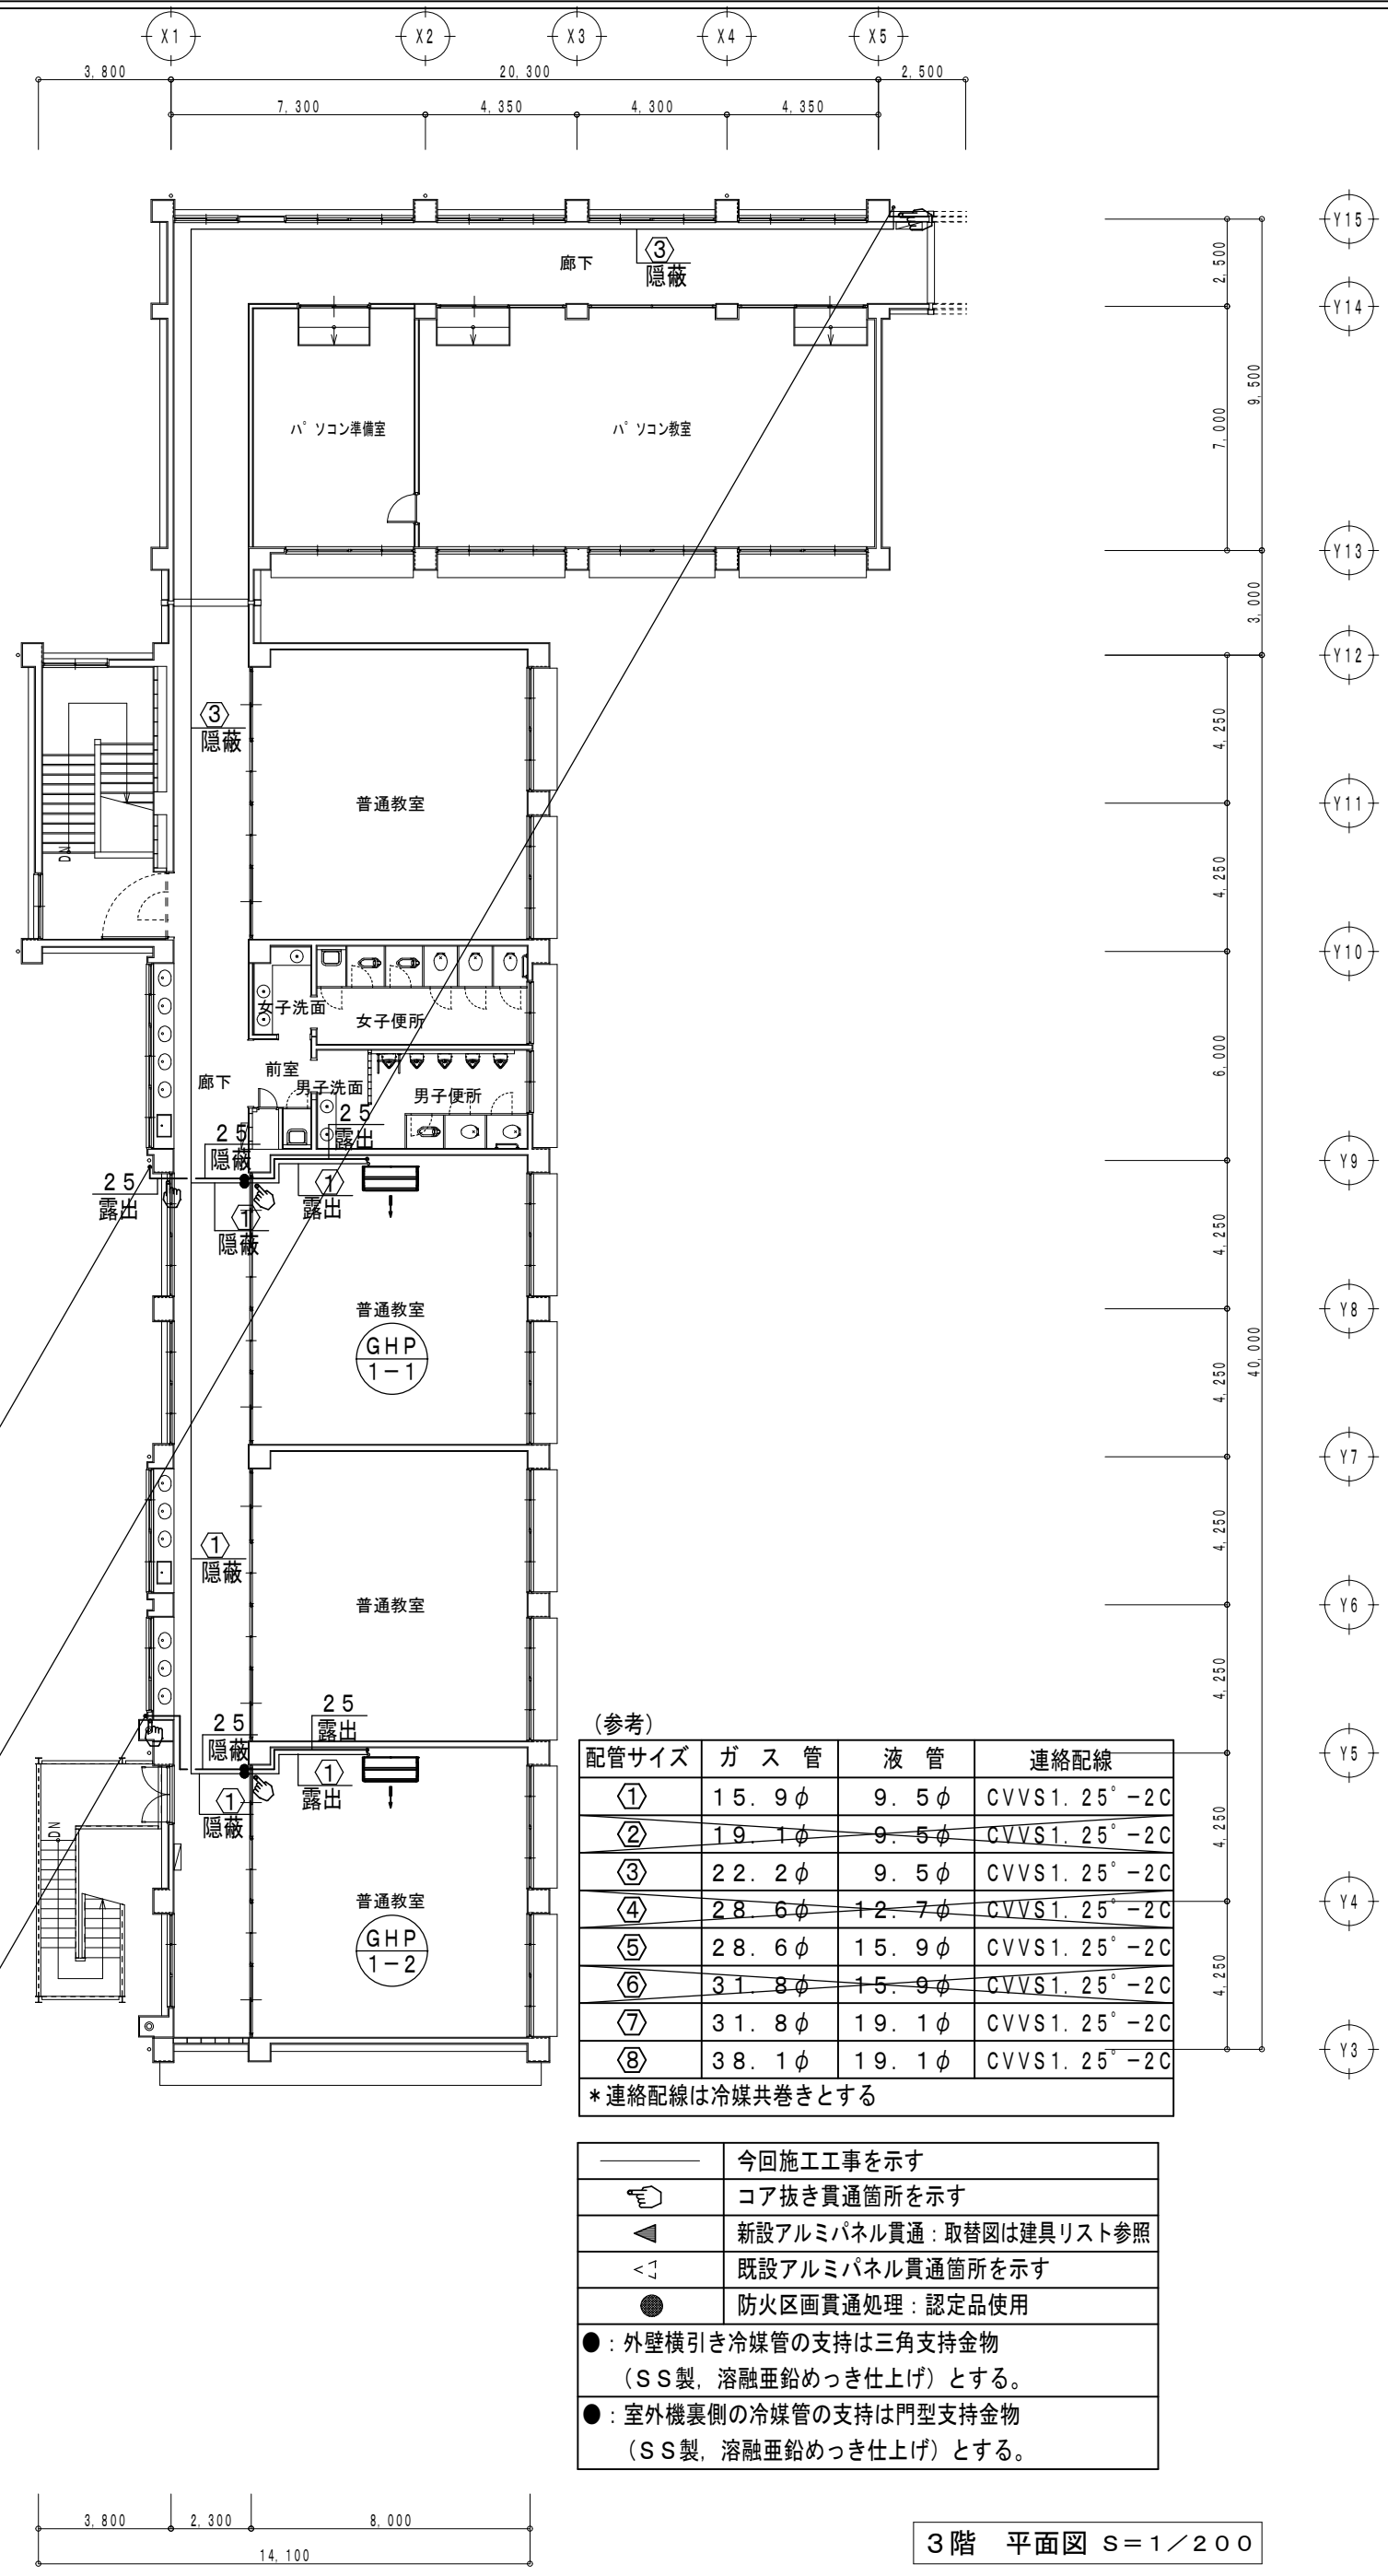 X1 X2 X3 X4 X5
3,800 20,300 2,500
7,300 4,350 4,300 4,350
Y15
③
隠蔽
廊下
2,500
Y14
9,500
7,000
パソコン準備室 パソコン教室
Y13
3,000
Y12
③
隠蔽
4,250
普通教室
Y11
DN
4,250
Y10
女子洗面
女子便所
6,000
前室
廊下
男子洗面
男子便所
25
露出
25
隠蔽
Y9
25
露出
①
露出
①
隠蔽
4,250
普通教室
GHP
1-1
Y8
40,000
4,250
Y7
①
隠蔽
4,250
普通教室
Y6
4,250
25
露出
25
隠蔽
Y5
①
露出
①
隠蔽
DN
4,250
普通教室
GHP
1-2
Y4
4,250
Y3
(参考)
配管サイズ ガス管 液管 連絡配線
① 15.9φ 9.5φ CVVS1.25°-2C
② 19.1φ 9.5φ CVVS1.25°-2C
③ 22.2φ 9.5φ CVVS1.25°-2C
④ 28.6φ 12.7φ CVVS1.25°-2C
⑤ 28.6φ 15.9φ CVVS1.25°-2C
⑥ 31.8φ 15.9φ CVVS1.25°-2C
⑦ 31.8φ 19.1φ CVVS1.25°-2C
⑧ 38.1φ 19.1φ CVVS1.25°-2C
*連絡配線は冷媒共巻きとする
今回施工工事を示す
コア抜き貫通箇所を示す
新設アルミパネル貫通:取替図は建具リスト参照
既設アルミパネル貫通箇所を示す
防火区画貫通処理:認定品使用
●:外壁横引き冷媒管の支持は三角支持金物
(SS製,溶融亜鉛めっき仕上げ)とする。
●:室外機裏側の冷媒管の支持は門型支持金物
(SS製,溶融亜鉛めっき仕上げ)とする。
3,800 2,300 8,000
14,100
3階 平面図 S=1/200